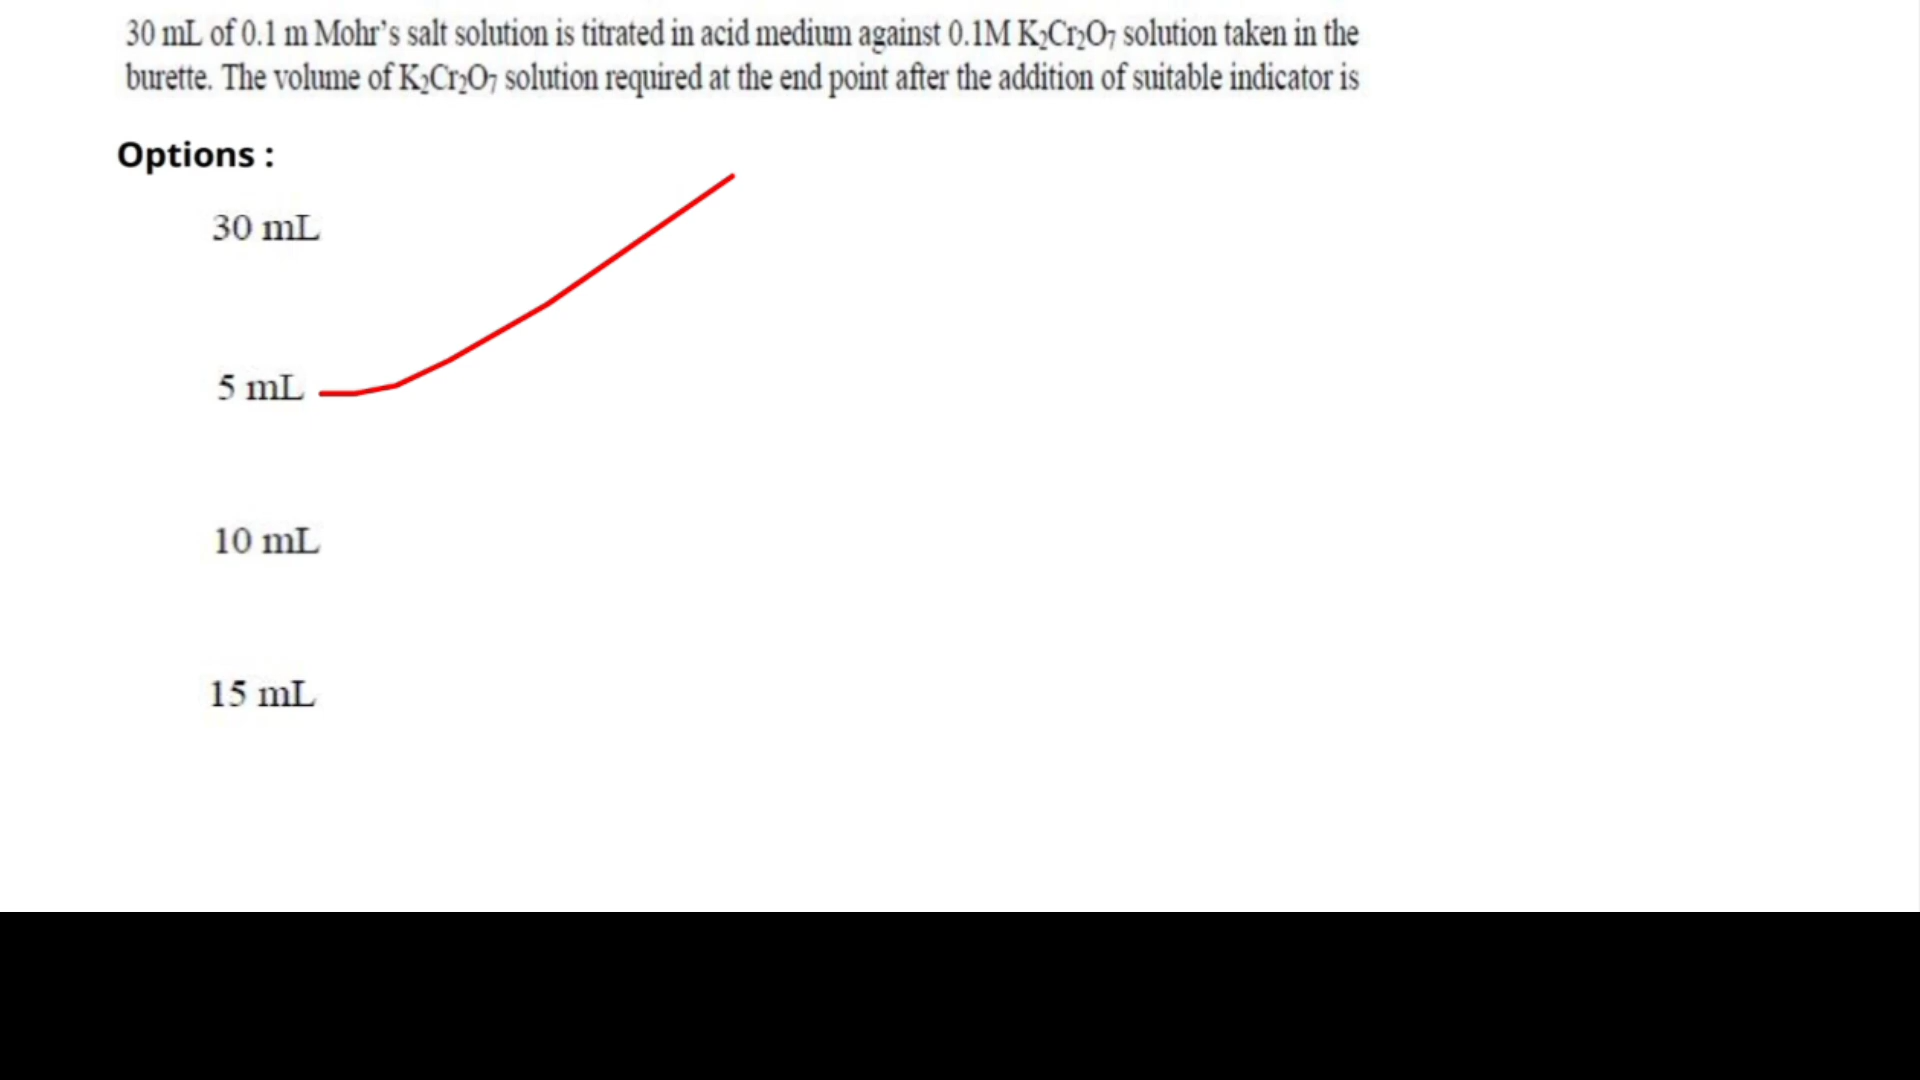 30 mL of 0.1 m Mohr's salt solution is titrated in acid medium against 0.1M K₂Cr₂O₇ solution taken in the
burette. The volume of K₂Cr₂O₇ solution required at the end point after the addition of suitable indicator is
Options :
30 mL
5 mL
10 mL
15 mL